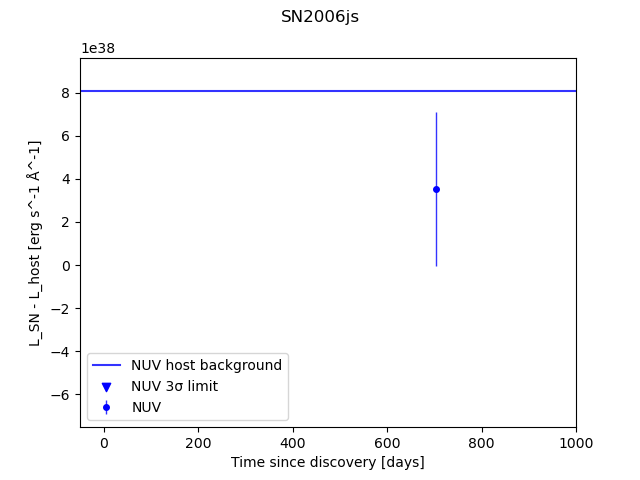 SN2006js
1e38
L_SN - L_host [erg s^-1 Å^-1]
8
6
4
2
0
−2
−4
−6
NUV host background
NUV 3σ limit
NUV
0 200 400 600 800 1000
Time since discovery [days]